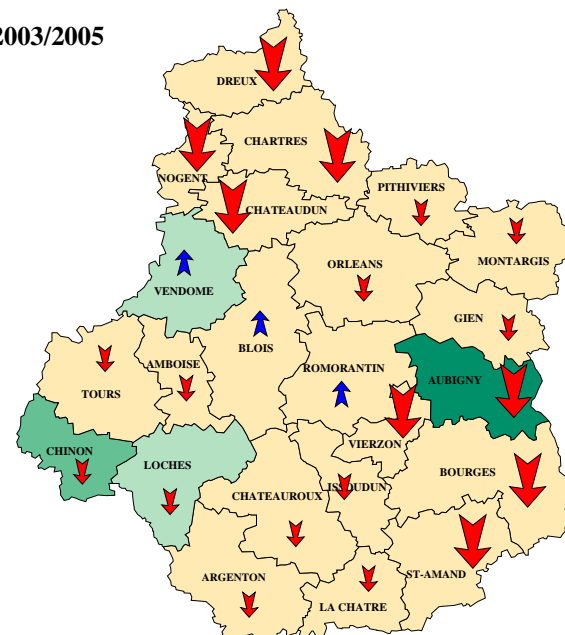 2003/2005
DREUX
CHARTRES
NOGENT
PITHIVIERS
CHATEAUDUN
ORLEANS
MONTARGIS
VENDOME
GIEN
BLOIS
AMBOISE
ROMORANTIN
AUBIGNY
TOURS
VIERZON
CHINON
LOCHES
BOURGES
ISSOUDUN
CHATEAUROUX
ST-AMAND
ARGENTON
LA CHATRE